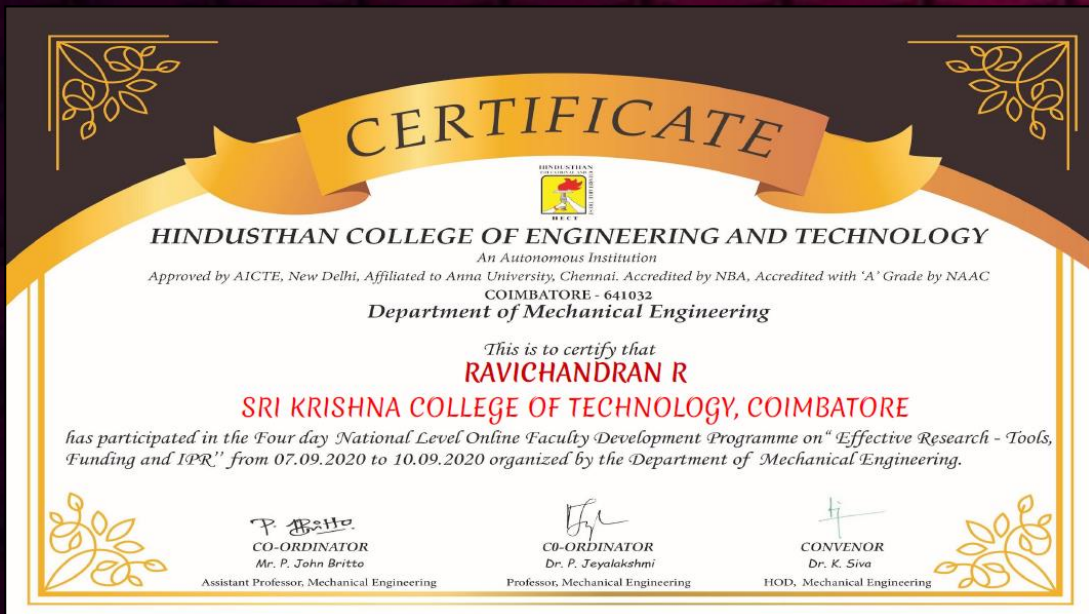 CERTIFICATE
HINDUSTHAN
HECT
HINDUSTHAN COLLEGE OF ENGINEERING AND TECHNOLOGY
An Autonomous Institution
Approved by AICTE, New Delhi, Affiliated to Anna University, Chennai. Accredited by NBA, Accredited with ‘A’ Grade by NAAC
COIMBATORE - 641032
Department of Mechanical Engineering
This is to certify that
RAVICHANDRAN R
SRI KRISHNA COLLEGE OF TECHNOLOGY, COIMBATORE
has participated in the Four day National Level Online Faculty Development Programme on“ Effective Research - Tools,
Funding and IPR’’ from 07.09.2020 to 10.09.2020 organized by the Department of Mechanical Engineering.
P. Britto.
CO-ORDINATOR
Mr. P. John Britto
Assistant Professor, Mechanical Engineering
C0-ORDINATOR
Dr. P. Jeyalakshmi
Professor, Mechanical Engineering
CONVENOR
Dr. K. Siva
HOD, Mechanical Engineering